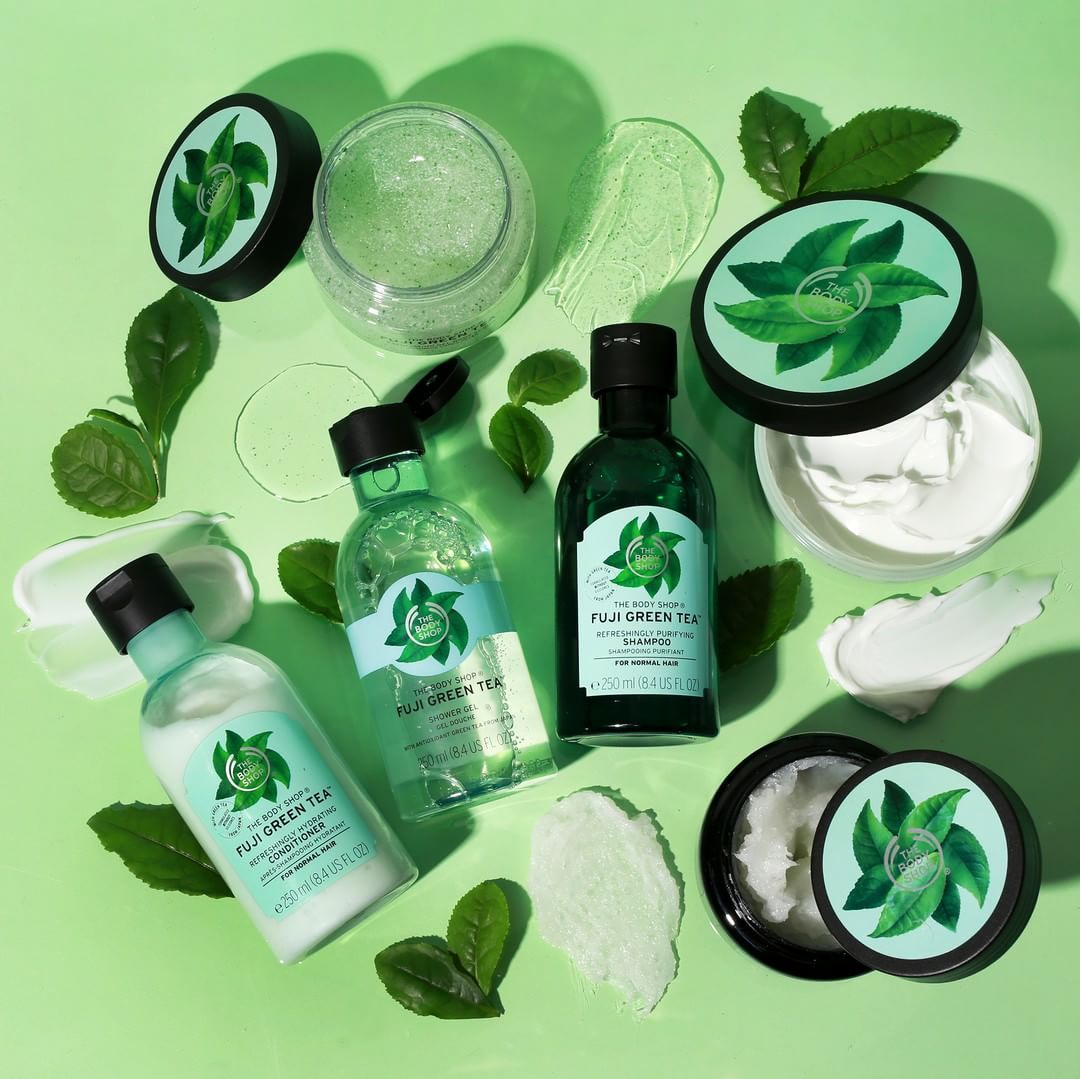 THE
BODY
SHOP
FUJI GREEN TEA
THE
BODY
SHOP
®
THE
BODY
SHOP
THE BODY SHOP®
FUJI GREEN TEA™
REFRESHINGLY PURIFYING
SHAMPOO
SHAMPOOING PURIFIANT
FOR NORMAL HAIR
e 250 ml (8.4 US FL OZ)
THE
BODY
SHOP
THE BODY SHOP®
FUJI GREEN TEA
SHOWER GEL
GEL DOUCHE
WITH ANTIOXIDANT GREEN TEA FROM JAPAN
250 ml (8.4 US FL OZ)
THE
BODY
SHOP
THE BODY SHOP®
FUJI GREEN TEA™
REFRESHINGLY HYDRATING
CONDITIONER
APRÈS-SHAMPOOING HYDRATANT
FOR NORMAL HAIR
e 250 ml (8.4 US FL OZ)
THE
BODY
SHOP
®